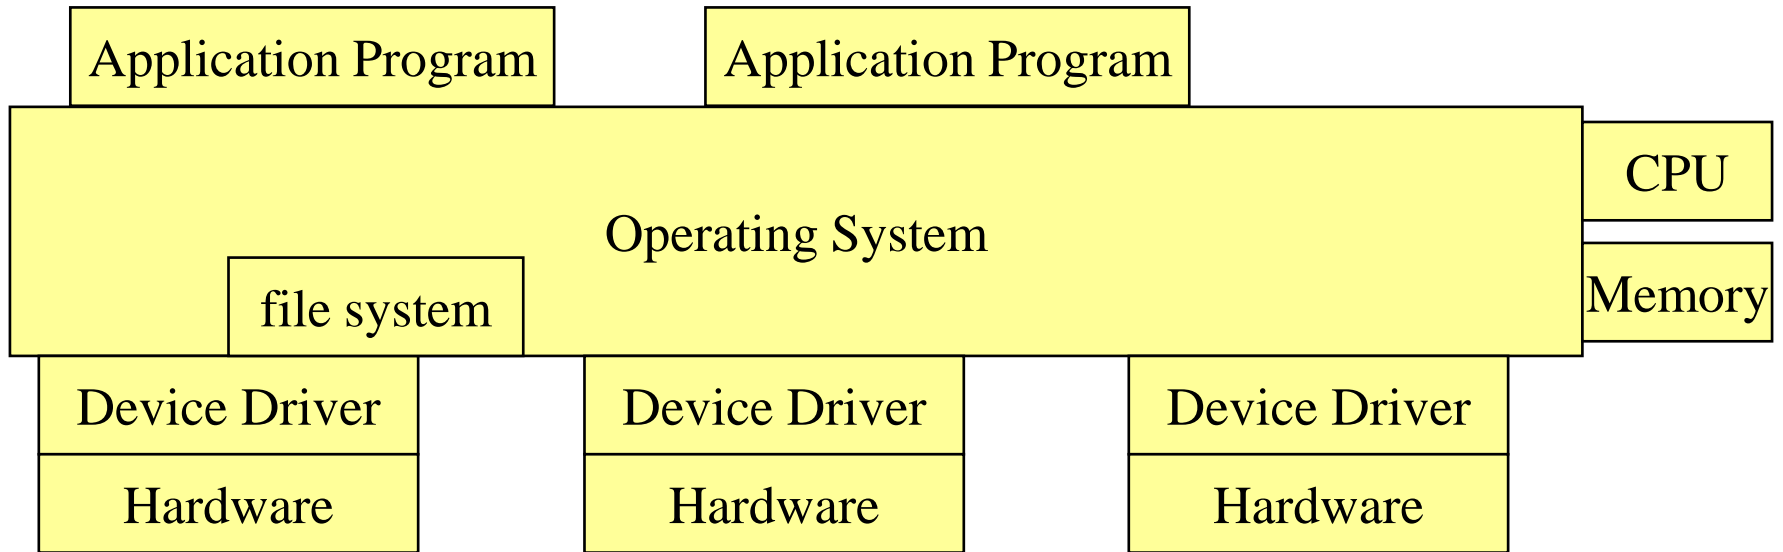 Application Program
Application Program
CPU
Operating System
Memory
file system
Device Driver
Device Driver
Device Driver
Hardware
Hardware
Hardware